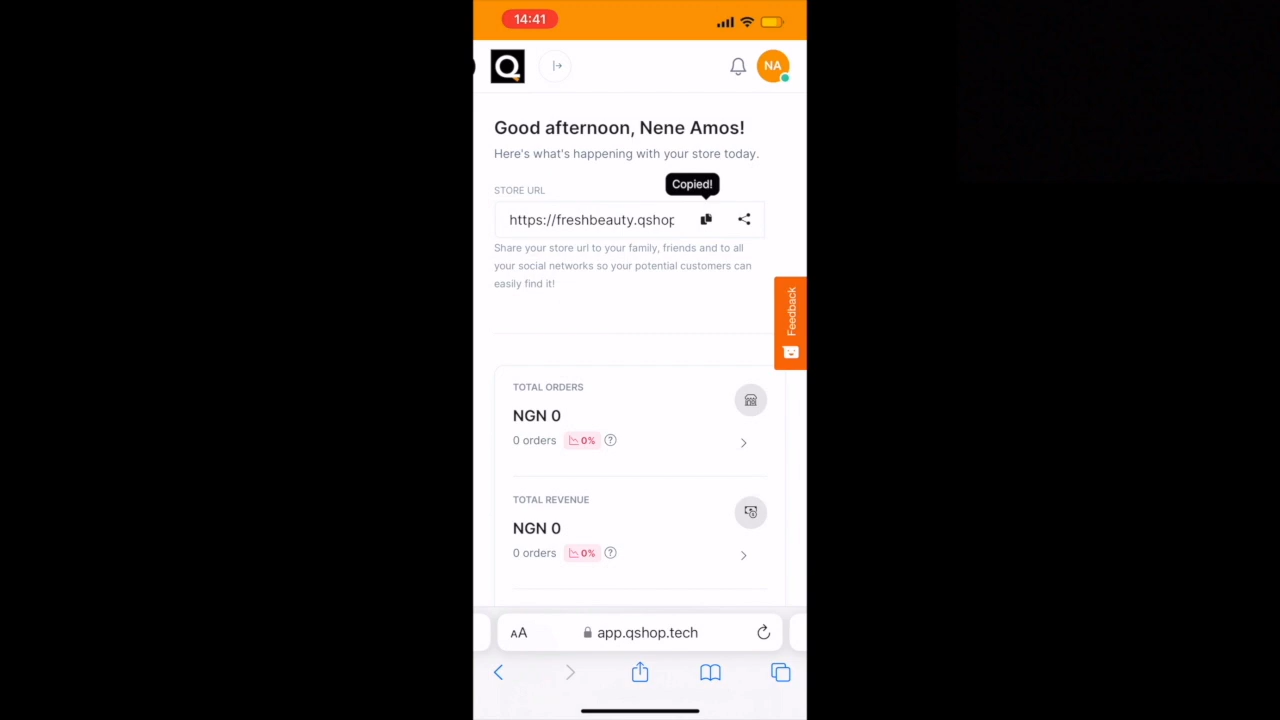 14:41
Q
NA
Good afternoon, Nene Amos!
Here's what's happening with your store today.
Copied!
STORE URL
https://freshbeauty.qshop
Share your store url to your family, friends and to all
your social networks so your potential customers can
easily find it!
Feedback
TOTAL ORDERS
NGN 0
0 orders 0% ?
TOTAL REVENUE
NGN 0
0 orders 0% ?
AA app.qshop.tech